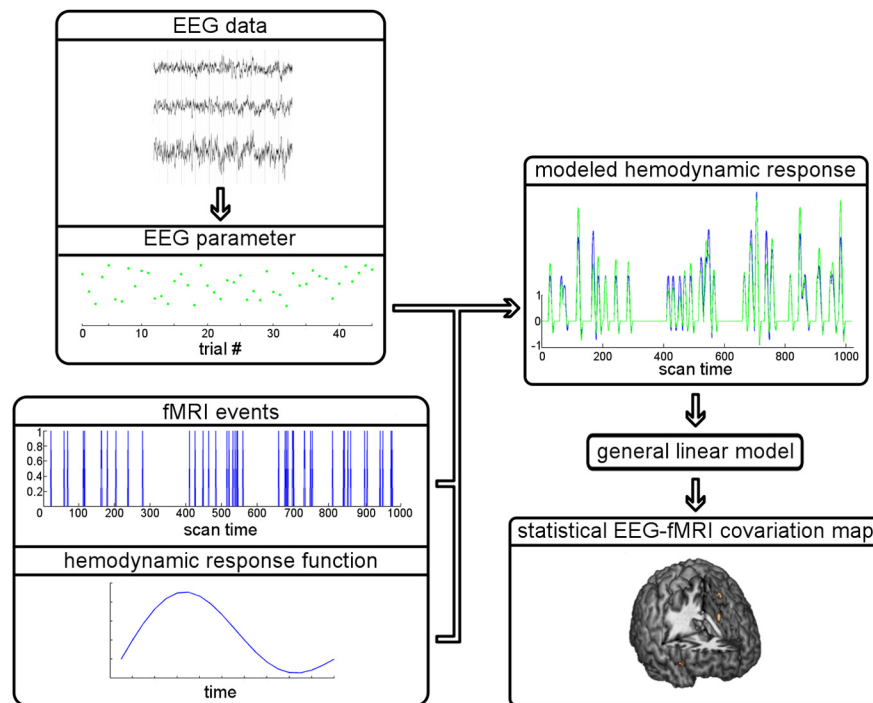 EEG data
EEG parameter
0 10 20 30 40
trial #
fMRI events
1
0.8
0.6
0.4
0.2
0 100 200 300 400 500 600 700 800 900 1000
scan time
hemodynamic response function
time
modeled hemodynamic response
1
0
-1
0 200 400 600 800 1000
scan time
general linear model
statistical EEG-fMRI covariation map